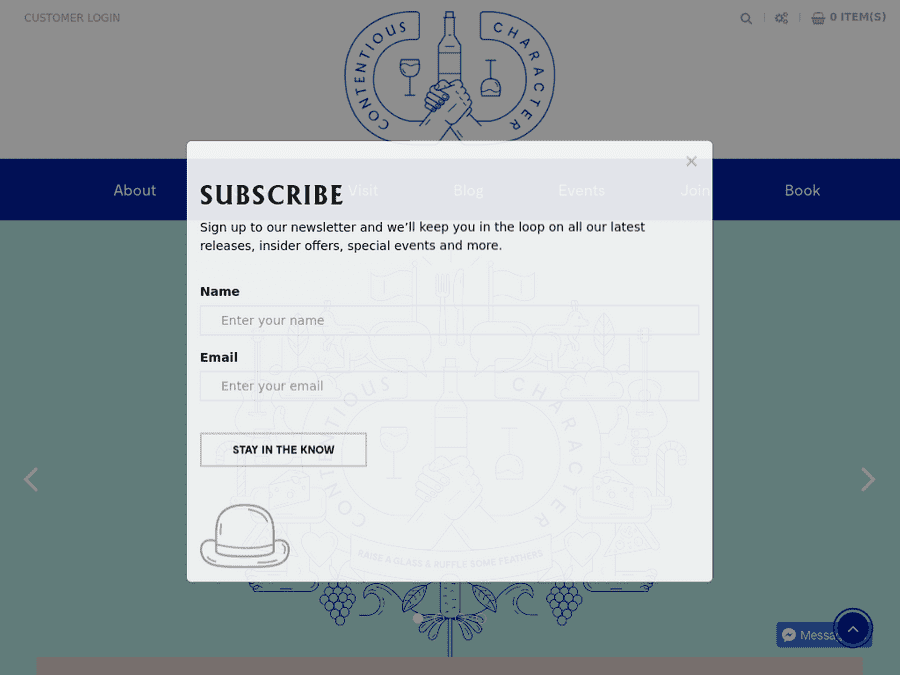 CUSTOMER LOGIN
0 ITEM(S)
CONTENTIOUS CHARACTER
About
Visit
Blog
Events
Join
Book
SUBSCRIBE
Sign up to our newsletter and we’ll keep you in the loop on all our latest
releases, insider offers, special events and more.
Name
Enter your name
Email
Enter your email
CONTENTIOUS CHARACTER
STAY IN THE KNOW
RAISE A GLASS & RUFFLE SOME FEATHERS